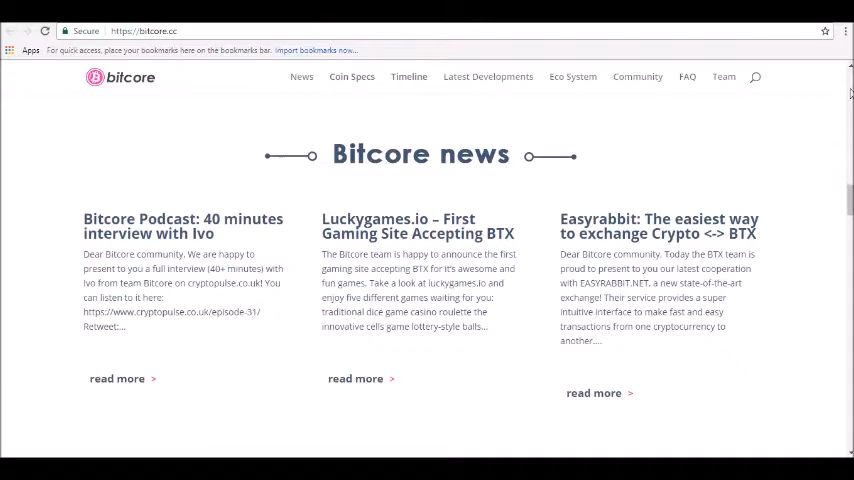 Secure https://bitcore.cc
Apps For quick access, place your bookmarks here on the bookmarks bar. Import bookmarks now...
bitcore News Coin Specs Timeline Latest Developments Eco System Community FAQ Team
Bitcore news
Bitcore Podcast: 40 minutes
interview with Ivo
Dear Bitcore community, We are happy to
present to you a full interview (40+ minutes) with
Ivo from team Bitcore on cryptopulse.co.uk! You
can listen to it here:
https://www.cryptopulse.co.uk/episode-31/
Retweet:...
read more >
Luckygames.io – First
Gaming Site Accepting BTX
The Bitcore team is happy to announce the first
gaming site accepting BTX for it's awesome and
fun games. Take a look at luckygames.io and
enjoy five different games waiting for you:
traditional dice game casino roulette the
innovative cells game lottery-style balls...
read more >
Easyrabbit: The easiest way
to exchange Crypto <-> BTX
Dear Bitcore community. Today the BTX team is
proud to present to you our latest cooperation
with EASYRABBIT.NET, a new state-of-the-art
exchange! Their service provides a super
intuitive interface to make fast and easy
transactions from one cryptocurrency to
another....
read more >